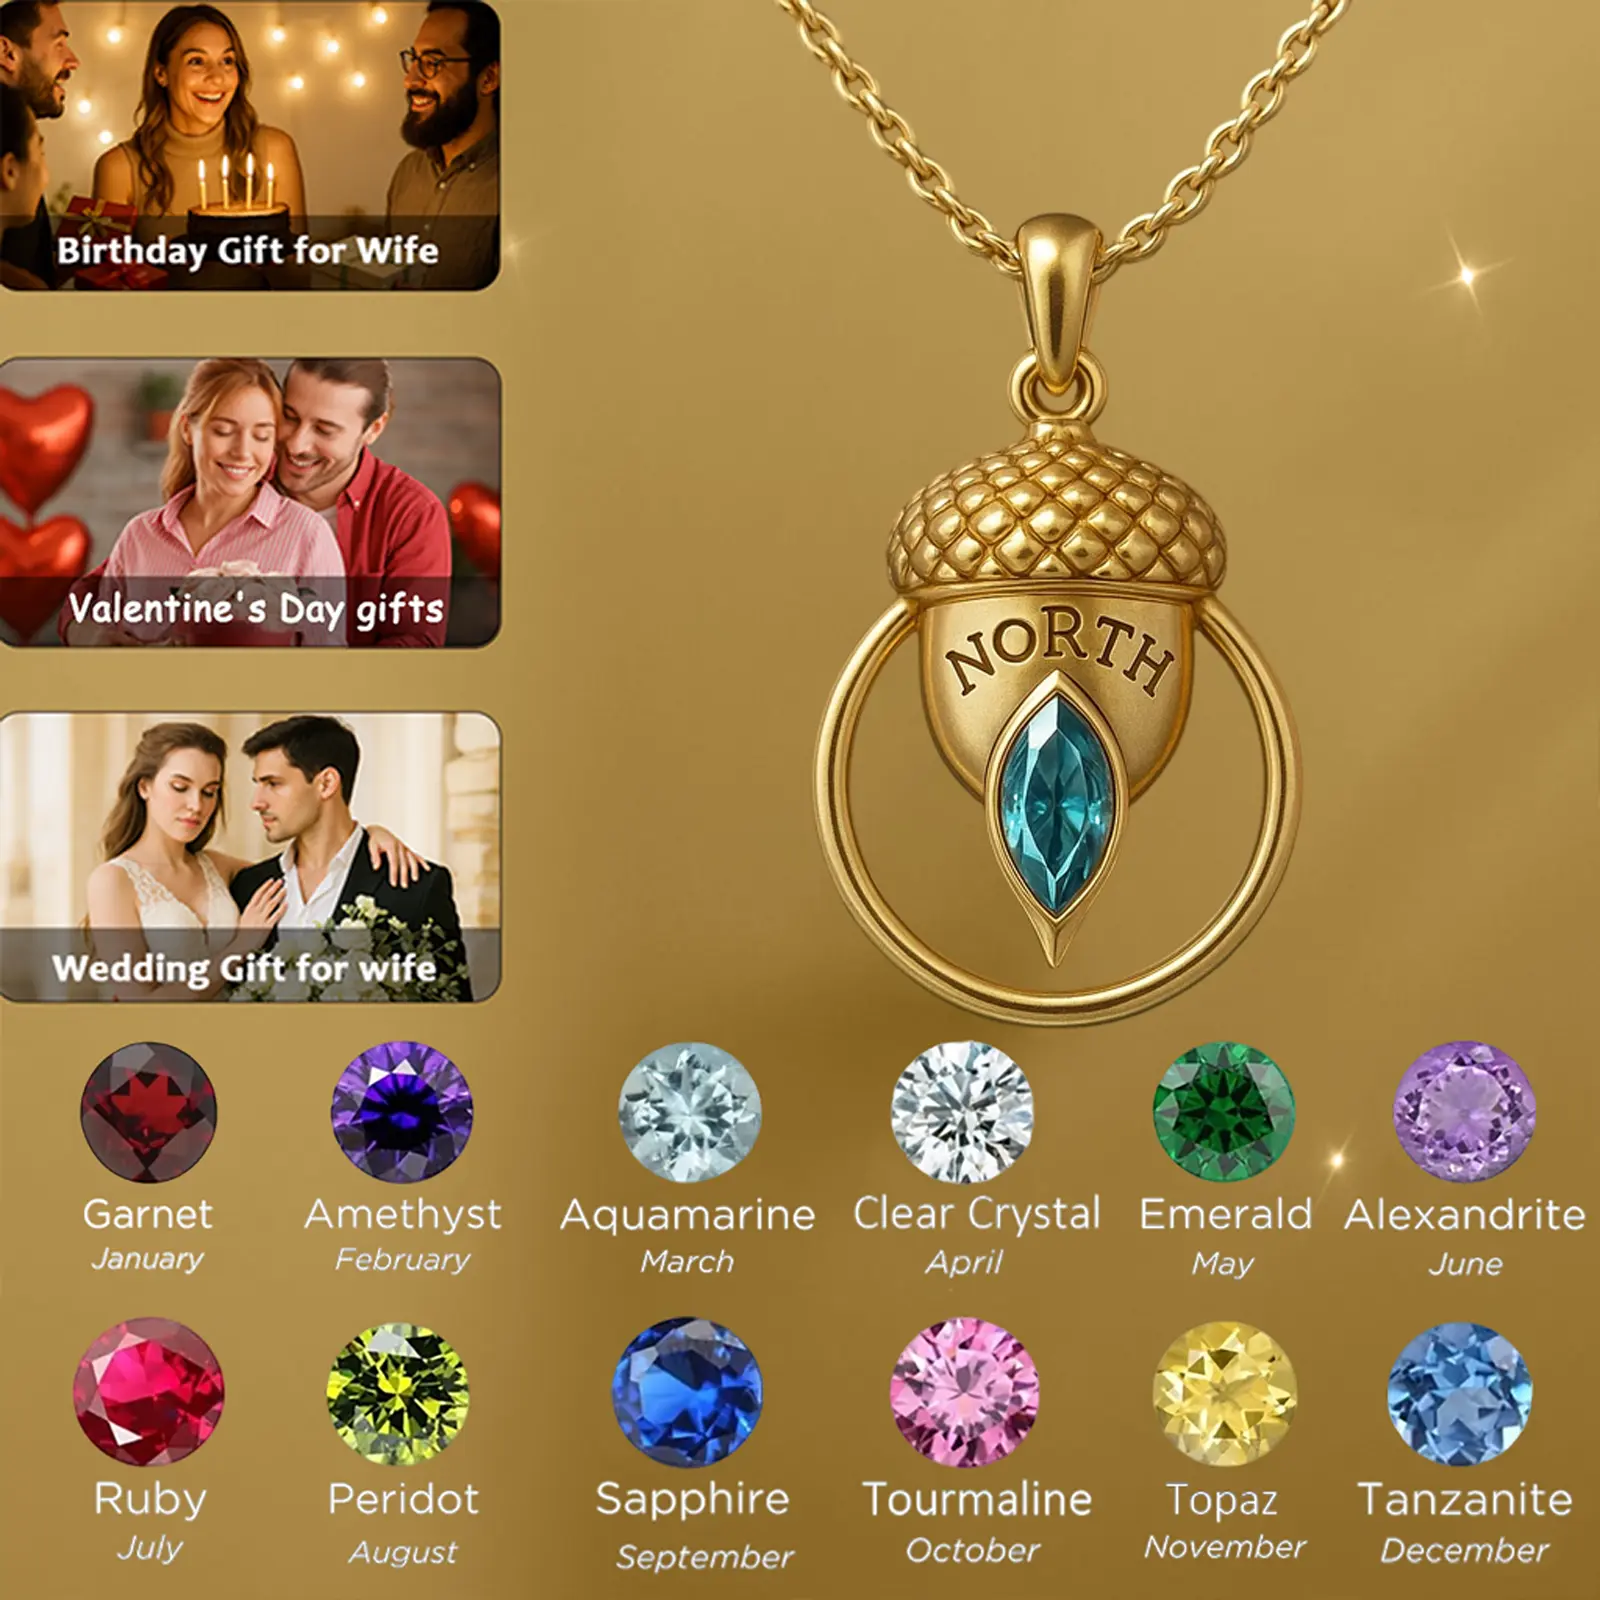 Birthday Gift for Wife
Valentine's Day gifts
Wedding Gift for wife
NORTH
Garnet
January
Amethyst
February
Aquamarine
March
Clear Crystal
April
Emerald
May
Alexandrite
June
Ruby
July
Peridot
August
Sapphire
September
Tourmaline
October
Topaz
November
Tanzanite
December